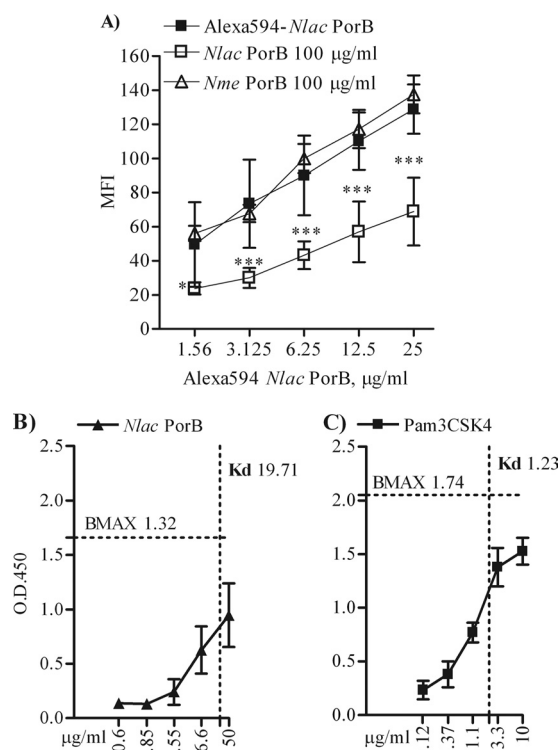 A)
Alexa594-Nlac PorB
Nlac PorB 100 μg/ml
Nme PorB 100 μg/ml
160
140
120
100
80
60
40
20
0
MFI
*
***
***
***
***
1.56 3.125 6.25 12.5 25
Alexa594 Nlac PorB, μg/ml
B)
Nlac PorB
2.5
2.0
1.5
1.0
0.5
0.0
O.D.450
Kd 19.71
BMAX 1.32
μg/ml 0.6 .85 .55 6.6 50
C)
Pam3CSK4
2.5
2.0
1.5
1.0
0.5
0.0
Kd 1.23
BMAX 1.74
μg/ml .12 .37 1.1 3.3 10